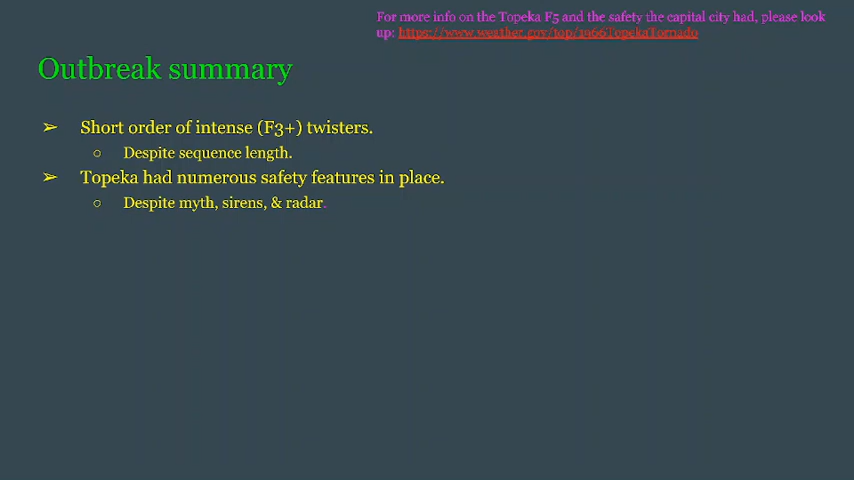 For more info on the Topeka F5 and the safety the capital city had, please look
up: https://www.weather.gov/top/1966TopekaTornado
Outbreak summary
➢ Short order of intense (F3+) twisters.
○ Despite sequence length.
➢ Topeka had numerous safety features in place.
○ Despite myth, sirens, & radar.